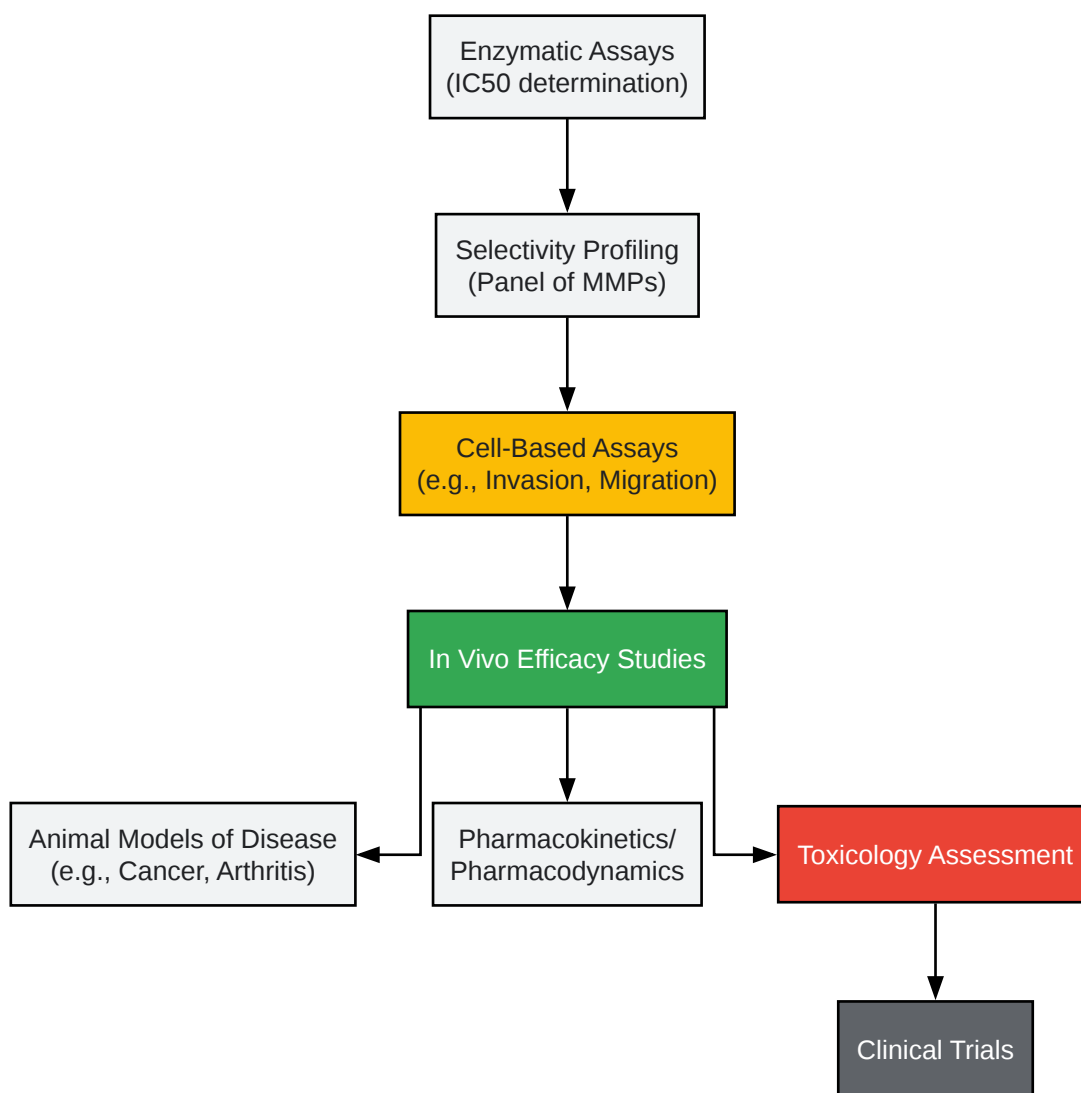 Enzymatic Assays
(IC50 determination)
Selectivity Profiling
(Panel of MMPs)
Cell-Based Assays
(e.g., Invasion, Migration)
In Vivo Efficacy Studies
Animal Models of Disease
(e.g., Cancer, Arthritis)
Pharmacokinetics/
Pharmacodynamics
Toxicology Assessment
Clinical Trials